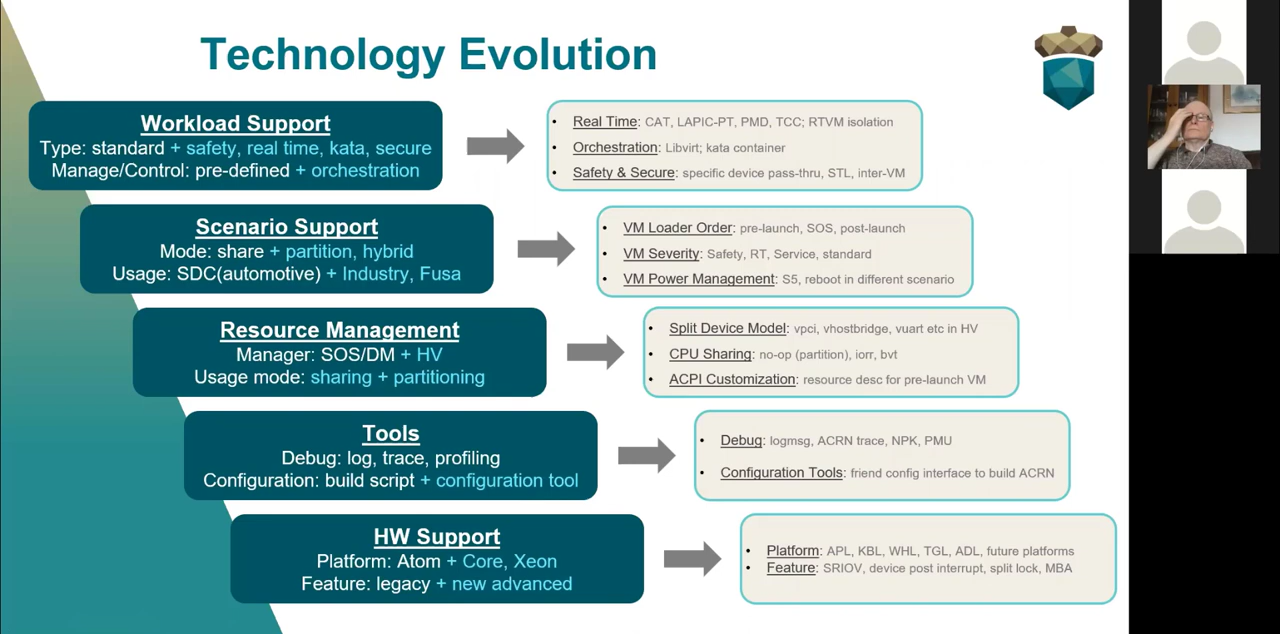 Technology Evolution
Workload Support
Type: standard + safety, real time, kata, secure
Manage/Control: pre-defined + orchestration
• Real Time: CAT, LAPIC-PT, PMD, TCC; RTVM isolation
• Orchestration: Libvirt; kata container
• Safety & Secure: specific device pass-thru, STL, inter-VM
Scenario Support
Mode: share + partition, hybrid
Usage: SDC(automotive) + Industry, Fusa
• VM Loader Order: pre-launch, SOS, post-launch
• VM Severity: Safety, RT, Service, standard
• VM Power Management: S5, reboot in different scenario
Resource Management
Manager: SOS/DM + HV
Usage mode: sharing + partitioning
• Split Device Model: vpci, vhostbridge, vuart etc in HV
• CPU Sharing: no-op (partition), iorr, bvt
• ACPI Customization: resource desc for pre-launch VM
Tools
Debug: log, trace, profiling
Configuration: build script + configuration tool
• Debug: logmsg, ACRN trace, NPK, PMU
• Configuration Tools: friend config interface to build ACRN
HW Support
Platform: Atom + Core, Xeon
Feature: legacy + new advanced
• Platform: APL, KBL, WHL, TGL, ADL, future platforms
• Feature: SRIOV, device post interrupt, split lock, MBA